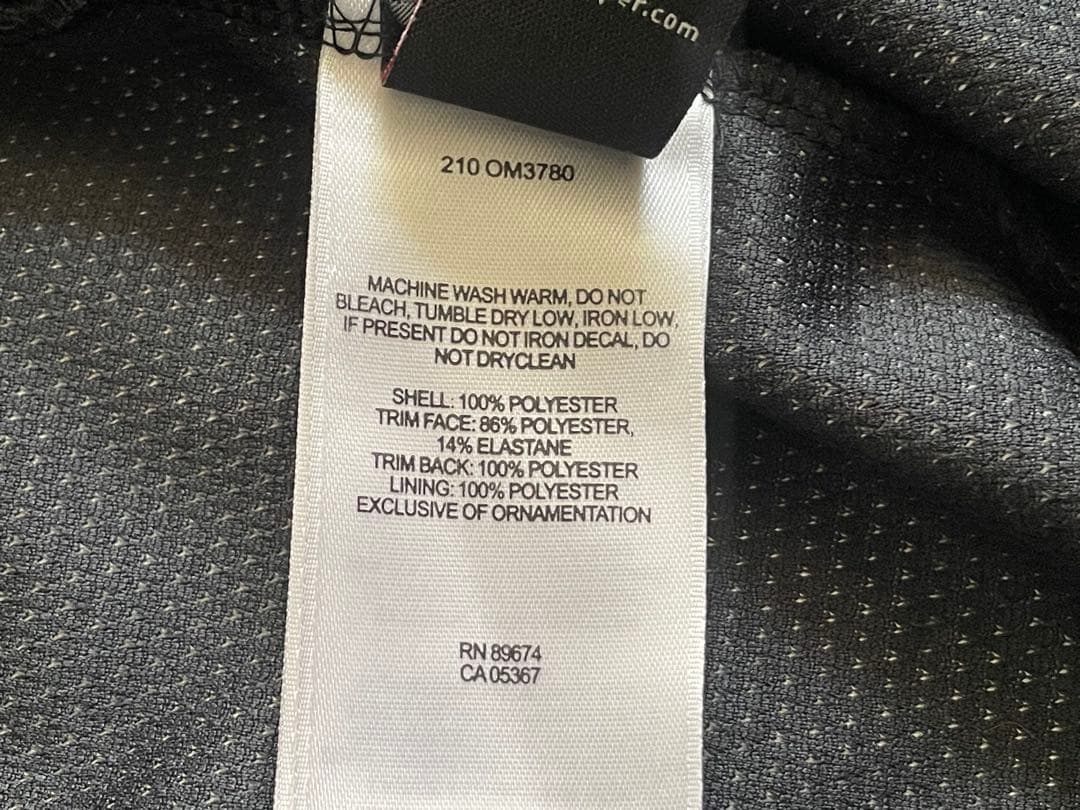 er.com
210 OM3780
MACHINE WASH WARM, DO NOT
BLEACH, TUMBLE DRY LOW, IRON LOW,
IF PRESENT DO NOT IRON DECAL, DO
NOT DRYCLEAN
SHELL: 100% POLYESTER
TRIM FACE: 86% POLYESTER,
14% ELASTANE
TRIM BACK: 100% POLYESTER
LINING: 100% POLYESTER
EXCLUSIVE OF ORNAMENTATION
RN 89674
CA 05367